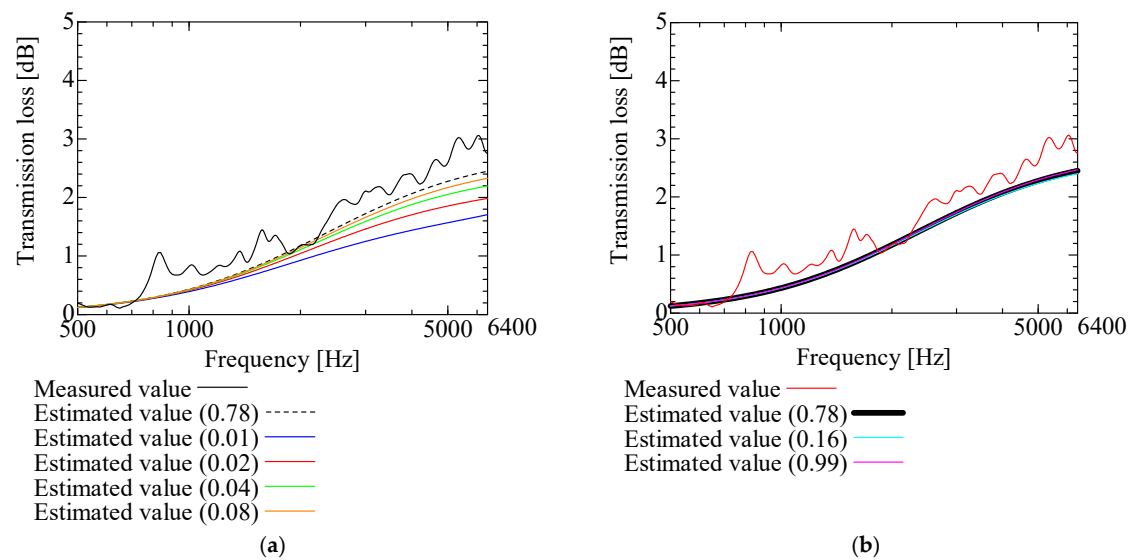 5
4
3
2
1
0
Transmission loss [dB]
500
1000
5000
6400
Frequency [Hz]
Measured value
Estimated value (0.78)
Estimated value (0.01)
Estimated value (0.02)
Estimated value (0.04)
Estimated value (0.08)
(a)
5
4
3
2
1
0
Transmission loss [dB]
500
1000
5000
6400
Frequency [Hz]
Measured value
Estimated value (0.78)
Estimated value (0.16)
Estimated value (0.99)
(b)